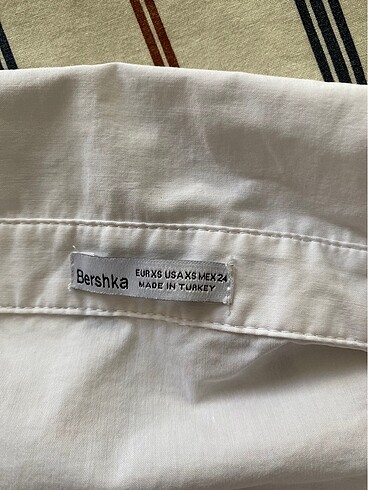 Bershka
EUR XS USA XS MEX 24
MADE IN TURKEY